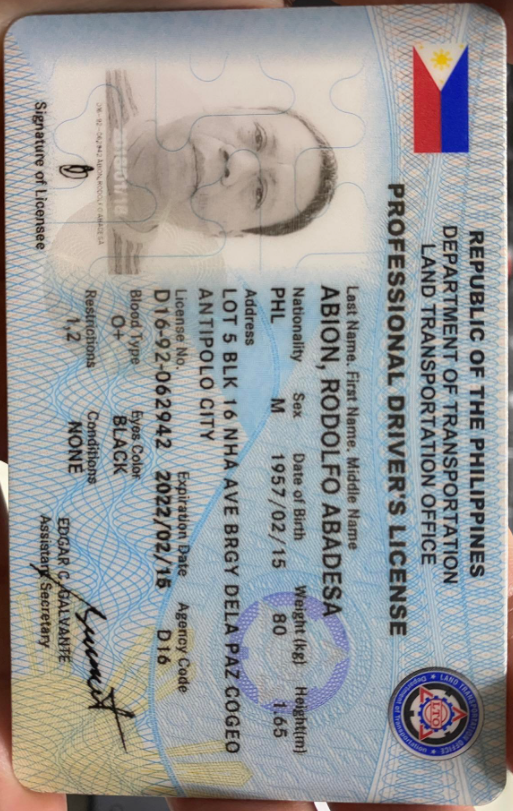 REPUBLIC OF THE PHILIPPINES
DEPARTMENT OF TRANSPORTATION
LAND TRANSPORTATION OFFICE
PROFESSIONAL DRIVER'S LICENSE
LAND TRANSPORTATION OFFICE
LTO
Last Name, First Name, Middle Name
ABION, RODOLFO ABADESA
Nationality Sex Date of Birth Weight (kg) Height(m)
PHL M 1957/02/15 80 1.65
Address
LOT 5 BLK 16 NHA AVE BRGY DELA PAZ COGEO
ANTIPOLO CITY
License No. Expiration Date Agency Code
D16-92-062942 2022/02/15 D16
Blood Type Eyes Color
O+ BLACK
Restrictions Conditions
1,2 NONE
Signature of Licensee
EDGAR C. GALVANTE
Assistant Secretary